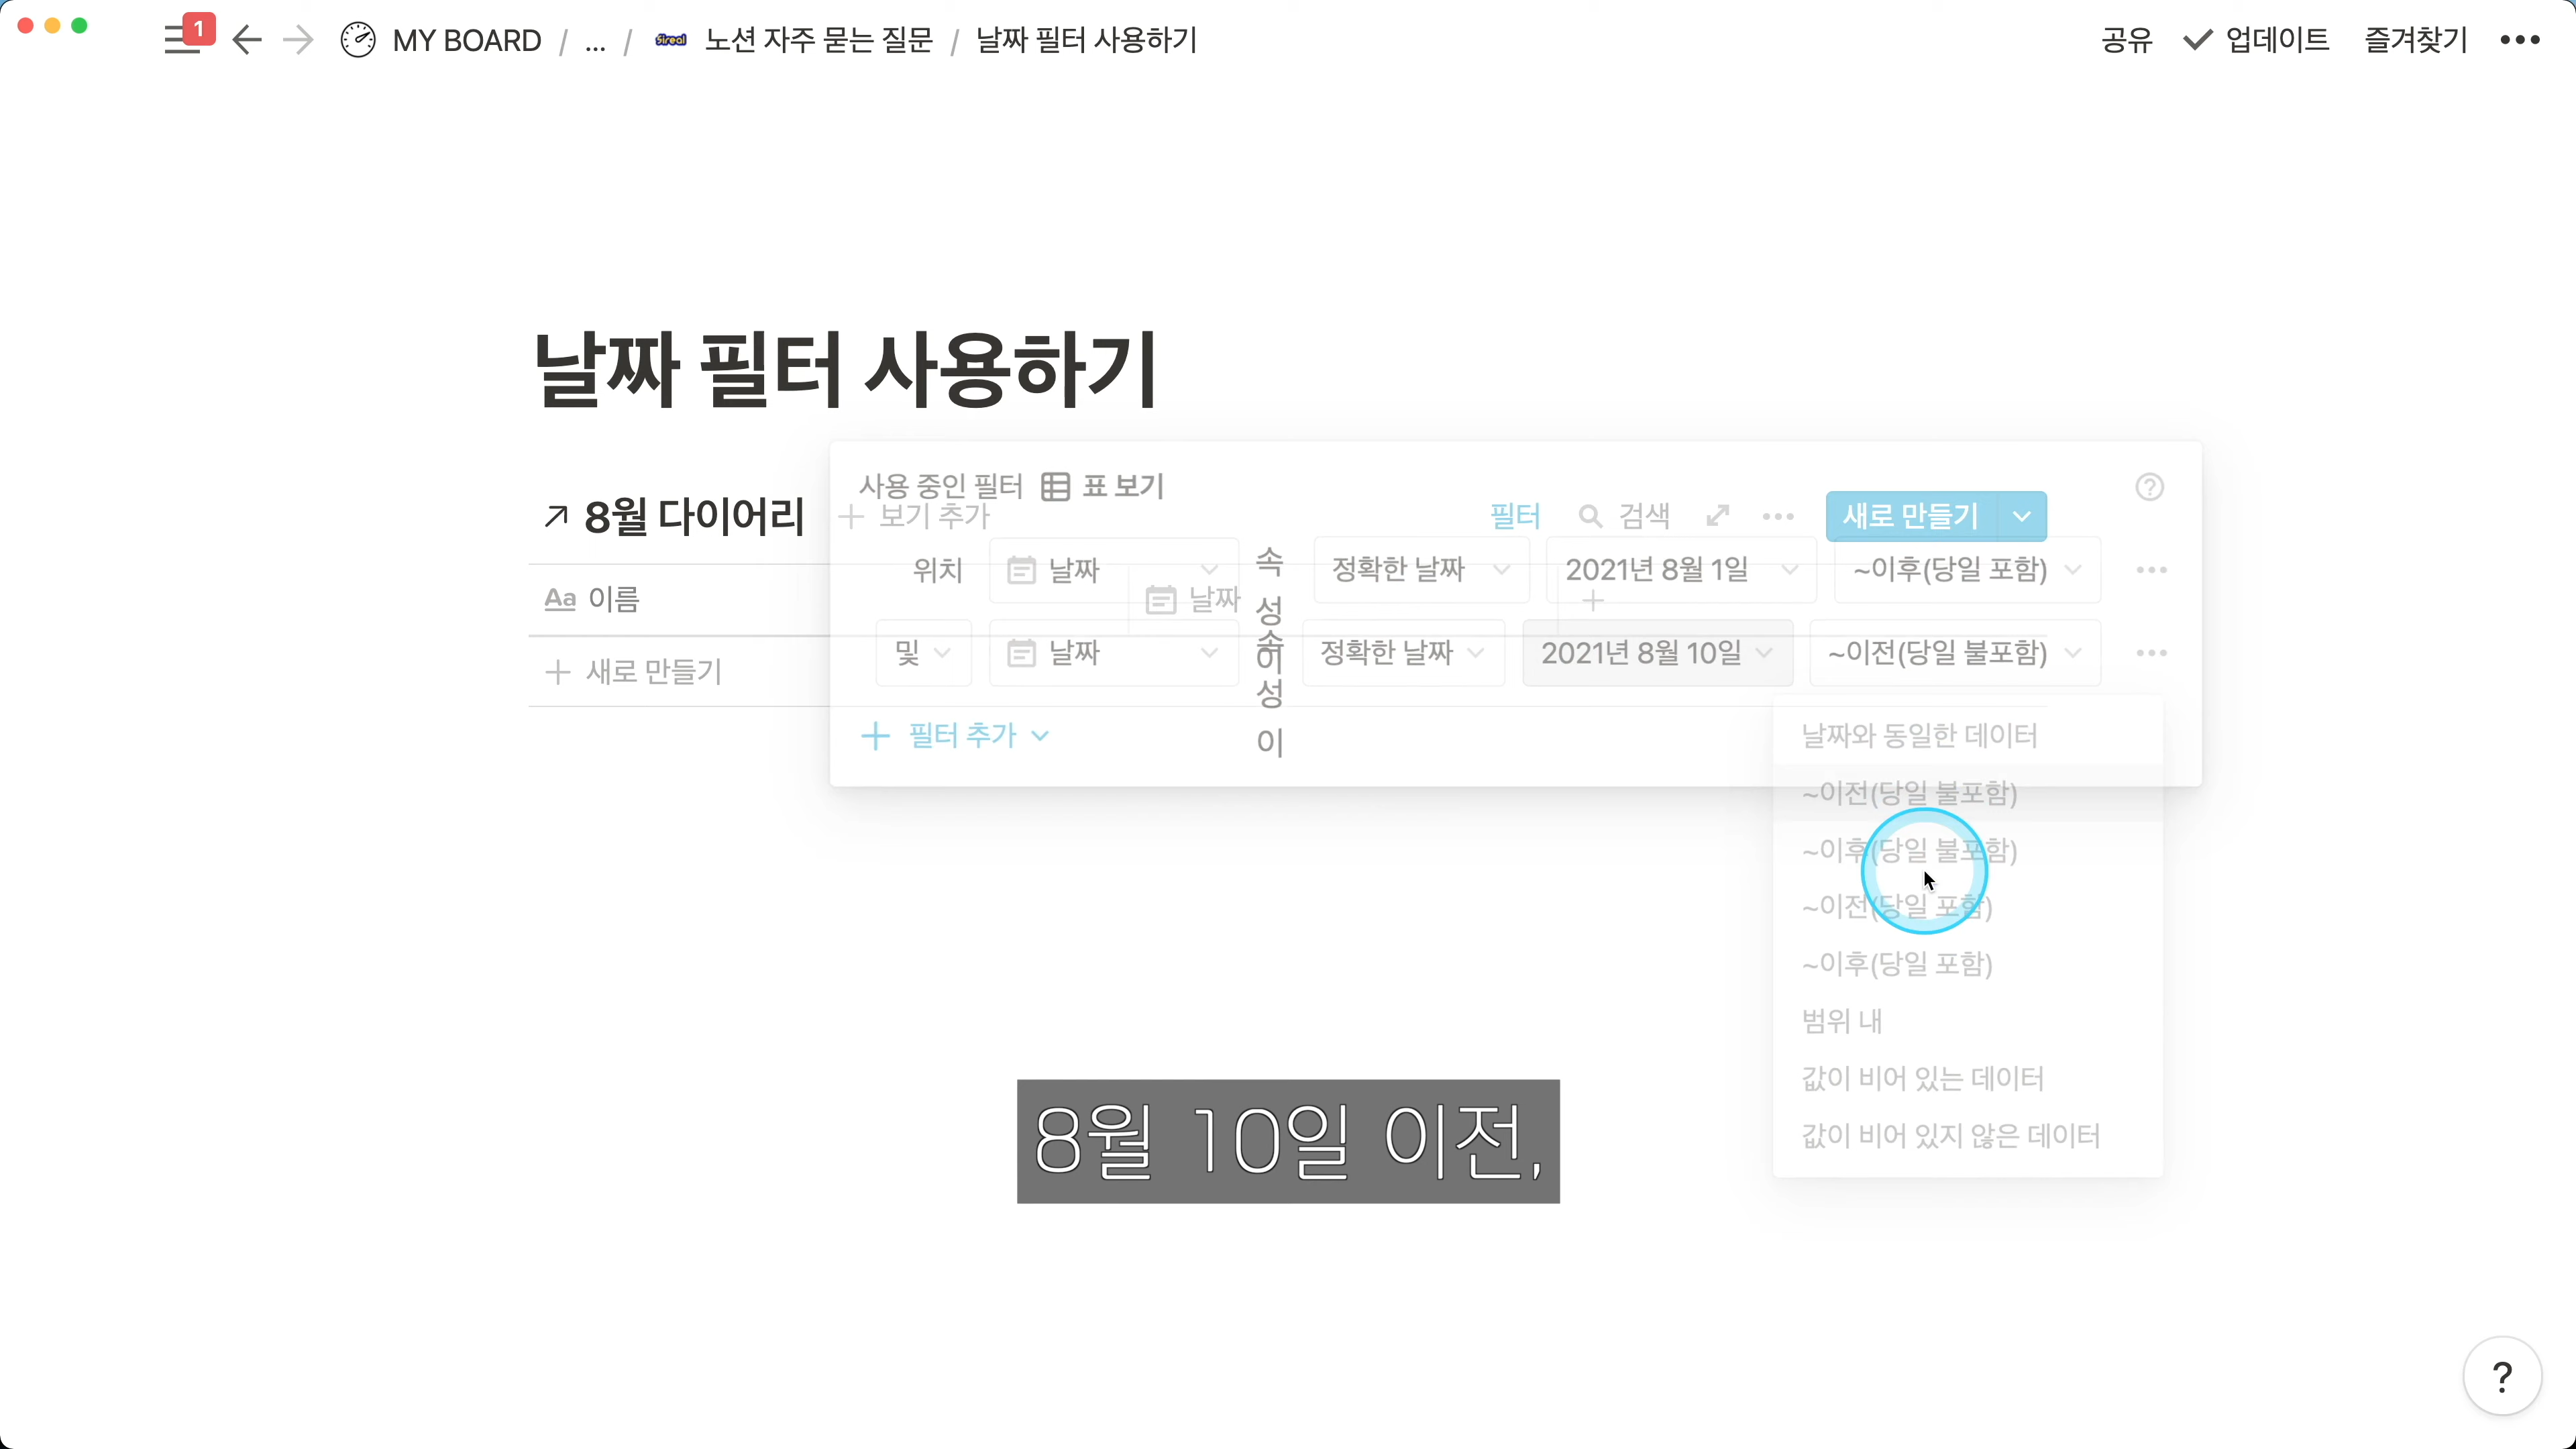 1
MY BOARD / ... / Sireal 노션 자주 묻는 질문 / 날짜 필터 사용하기
공유 업데이트 즐겨찾기
날짜 필터 사용하기
사용 중인 필터 표 보기
8월 다이어리
보기 추가
필터 검색 새로 만들기
위치 날짜 속성이 정확한 날짜 2021년 8월 1일 ~이후(당일 포함)
Aa 이름
날짜
및 날짜 속성이 정확한 날짜 2021년 8월 10일 ~이전(당일 불포함)
새로 만들기
필터 추가
날짜와 동일한 데이터
~이전(당일 불포함)
~이후(당일 불포함)
~이전(당일 포함)
~이후(당일 포함)
범위 내
값이 비어 있는 데이터
값이 비어 있지 않은 데이터
8월 10일 이전,
?